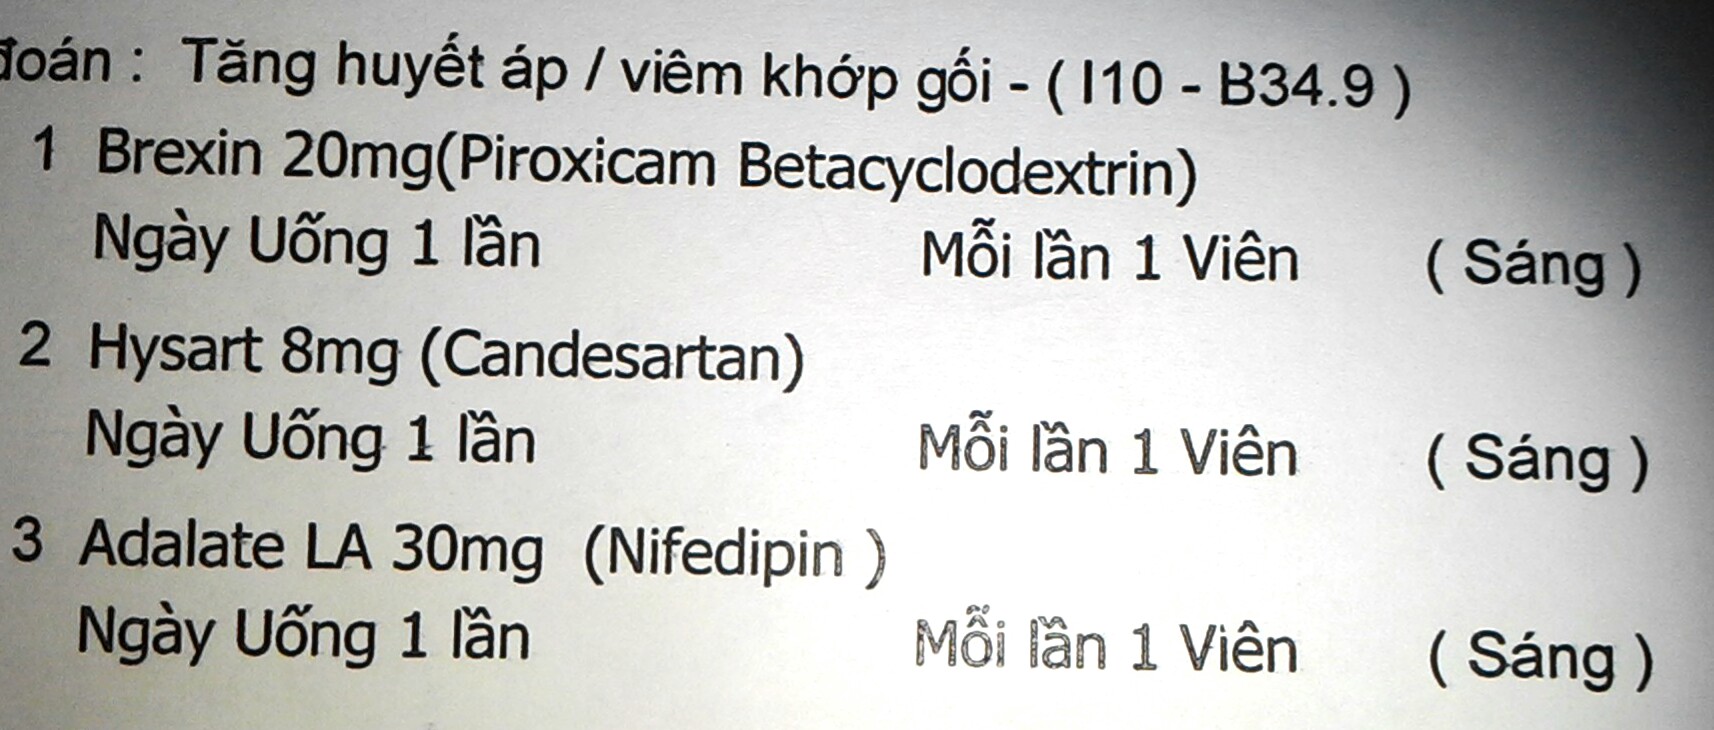 đoán : Tăng huyết áp / viêm khớp gối - ( I10 - B34.9 )
1 Brexin 20mg(Piroxicam Betacyclodextrin)
Ngày Uống 1 lần Mỗi lần 1 Viên ( Sáng )
2 Hysart 8mg (Candesartan)
Ngày Uống 1 lần Mỗi lần 1 Viên ( Sáng )
3 Adalate LA 30mg (Nifedipin )
Ngày Uống 1 lần Mỗi lần 1 Viên ( Sáng )